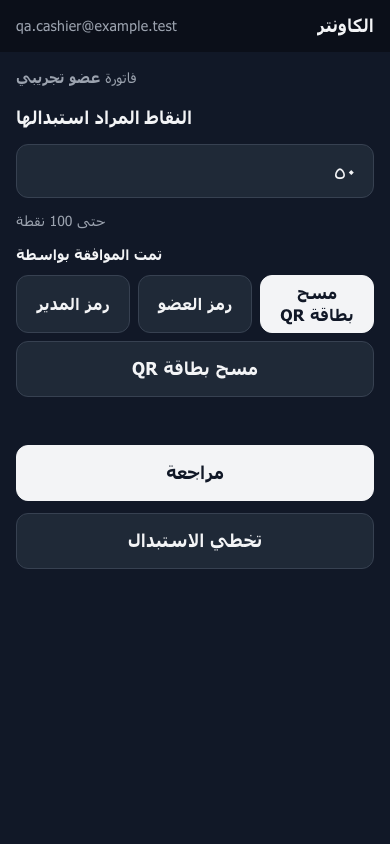 الكاونتر
qa.cashier@example.test
فاتورة عضو تجريبي
النقاط المراد استبدالها
٥٠
حتى 100 نقطة
تمت الموافقة بواسطة
مسح بطاقة QR
رمز العضو
رمز المدير
مسح بطاقة QR
مراجعة
تخطي الاستبدال